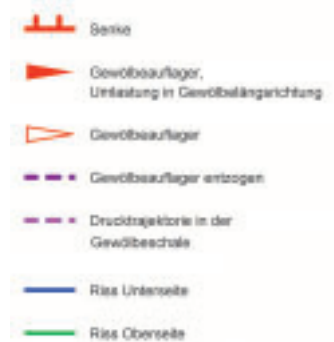 Senke
Gewölbeauflager,
Umlastung in Gewölbelängsrichtung
Gewölbeauflager
Gewölbeauflager entzogen
Drucktrajektorie in der
Gewölbeschale
Riss Unterseite
Riss Oberseite